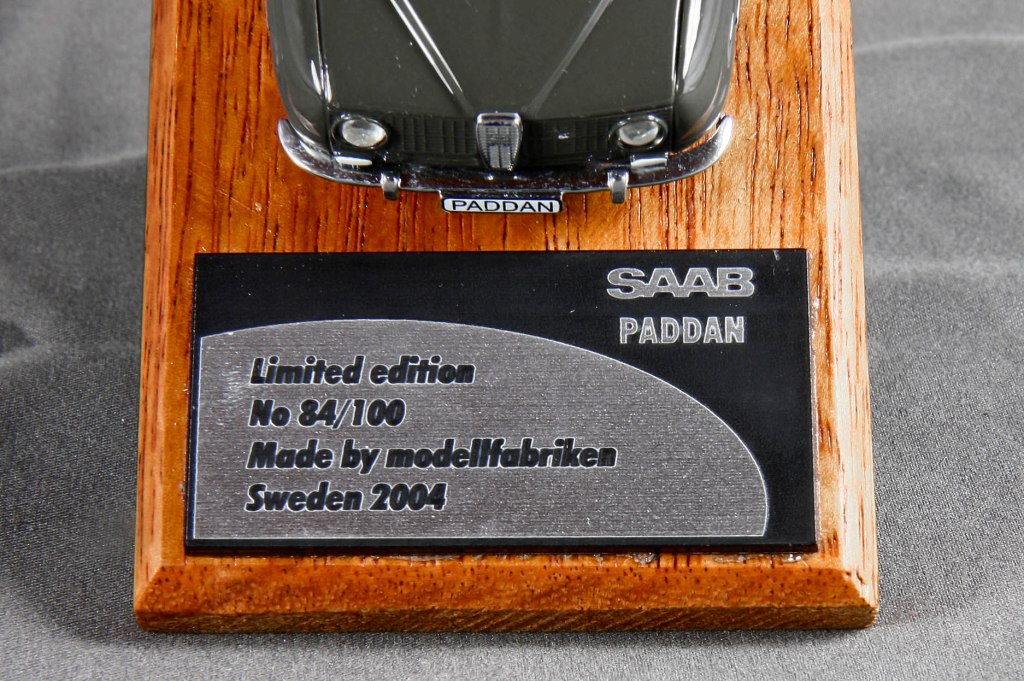 PADDAN
SAAB
PADDAN
Limited edition
No 84/100
Made by modellfabriken
Sweden 2004